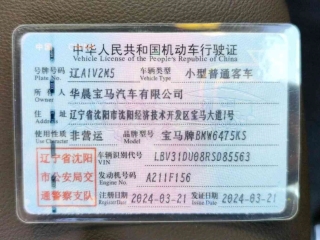 中华人民共和国机动车行驶证
Vehicle License of the People's Republic of China
号牌号码 辽A1V2M5 车辆类型 小型普通客车
Plate No. Vehicle Type
所有人 华晨宝马汽车有限公司
Owner
住址 辽宁省沈阳市沈阳经济技术开发区宝马大道1号
Address
使用性质 非营运 品牌型号 宝马牌BMW6475KS
Use Character Model
辽宁省沈阳 车辆识别代号 LBV31DU08RSD85563
VIN
市公安局交 发动机号码 A211F156
Engine No.
通警察支队 注册日期 2024-03-21 发证日期 2024-03-21
Register Date Issue Date